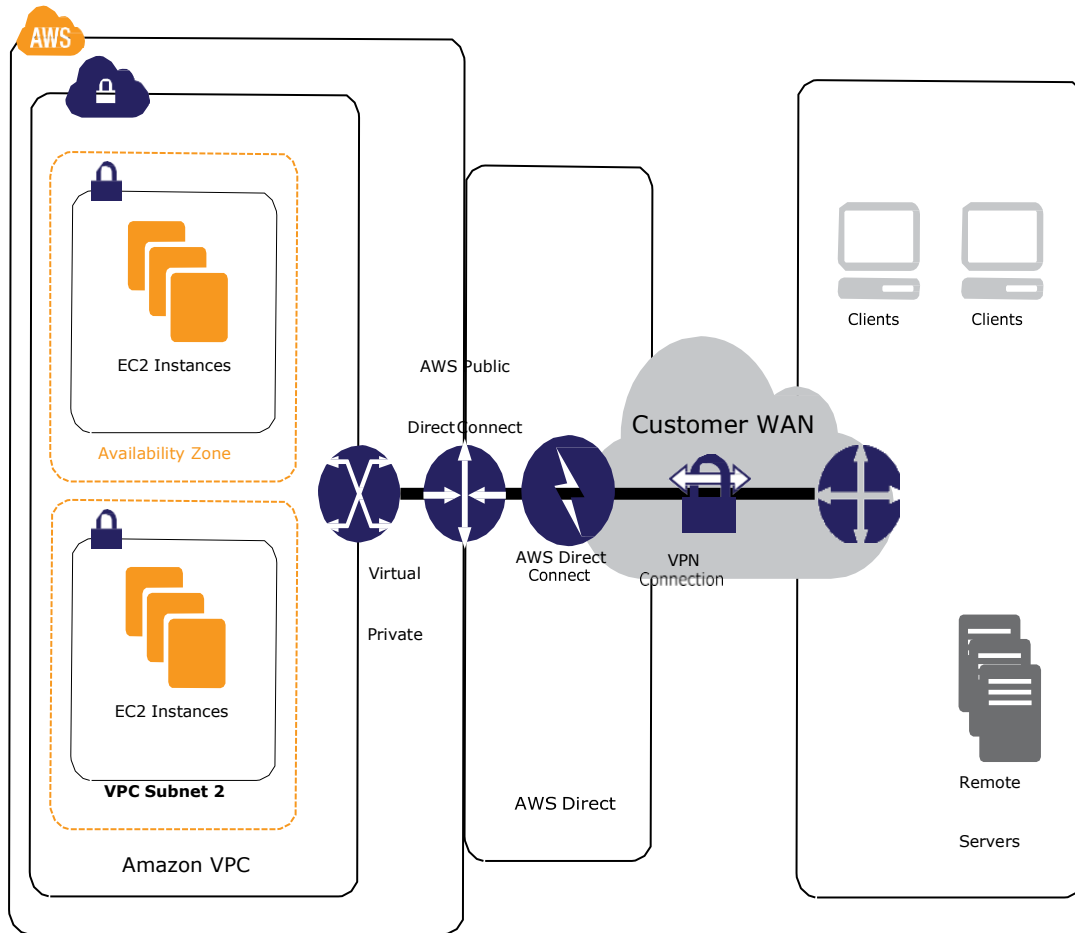 AWS
Clients
Clients
EC2 Instances
AWS Public
Direct Connect
Customer WAN
Availability Zone
AWS Direct
Connect
VPN
Connection
Virtual
Private
EC2 Instances
VPC Subnet 2
Amazon VPC
AWS Direct
Remote
Servers